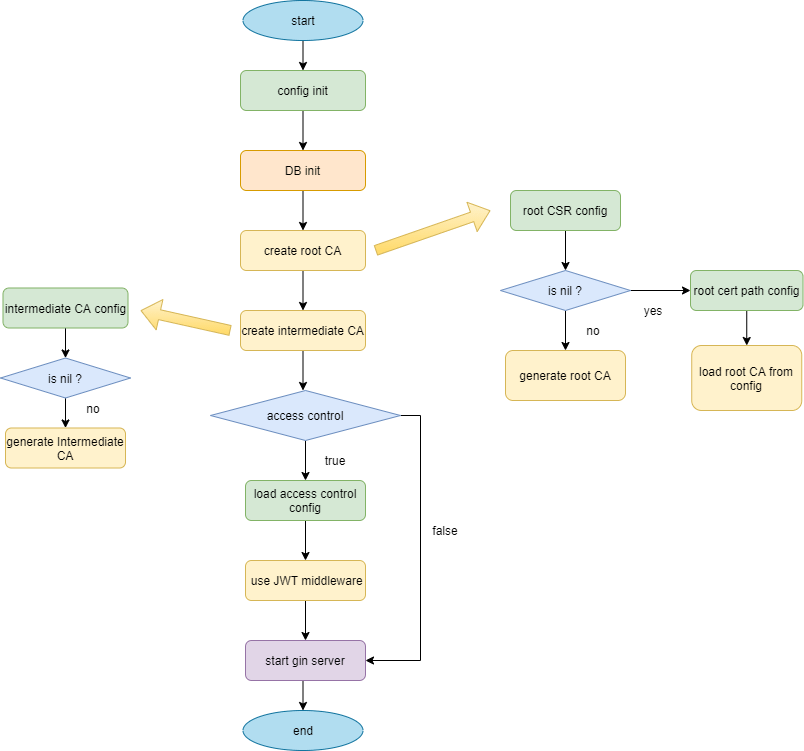 start
config init
DB init
create root CA
create intermediate CA
access control
true
false
load access control
config
use JWT middleware
start gin server
end
root CSR config
is nil ?
yes
no
root cert path config
generate root CA
load root CA from
config
intermediate CA config
is nil ?
no
generate Intermediate
CA